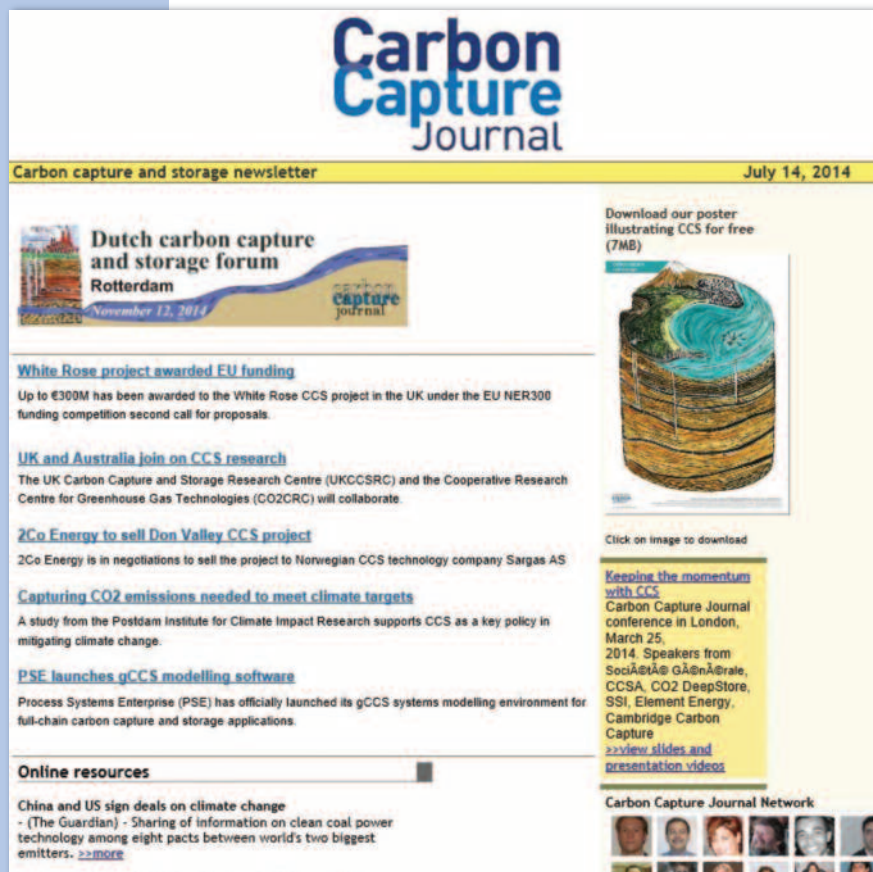 Carbon
Capture
Journal
Carbon capture and storage newsletter
July 14, 2014
Dutch carbon capture
and storage forum
Rotterdam
November 12, 2014
carbon
capture
journal
White Rose project awarded EU funding
Up to €300M has been awarded to the White Rose CCS project in the UK under the EU NER300
funding competition second call for proposals.
UK and Australia join on CCS research
The UK Carbon Capture and Storage Research Centre (UKCCSRC) and the Cooperative Research
Centre for Greenhouse Gas Technologies (CO2CRC) will collaborate.
2Co Energy to sell Don Valley CCS project
2Co Energy is in negotiations to sell the project to Norwegian CCS technology company Sargas AS
Capturing CO2 emissions needed to meet climate targets
A study from the Postdam Institute for Climate Impact Research supports CCS as a key policy in
mitigating climate change.
PSE launches gCCS modelling software
Process Systems Enterprise (PSE) has officially launched its gCCS systems modelling environment for
full-chain carbon capture and storage applications.
Online resources
China and US sign deals on climate change
- (The Guardian) - Sharing of information on clean coal power
technology among eight pacts between world's two biggest
emitters. >>more
Download our poster
illustrating CCS for free
(7MB)
Click on image to download
Keeping the momentum
with CCS
Carbon Capture Journal
conference in London,
March 25,
2014. Speakers from
SociÃ©tÃ© GÃ©nÃ©rale,
CCSA, CO2 DeepStore,
SSI, Element Energy,
Cambridge Carbon
Capture
>>view slides and
presentation videos
Carbon Capture Journal Network